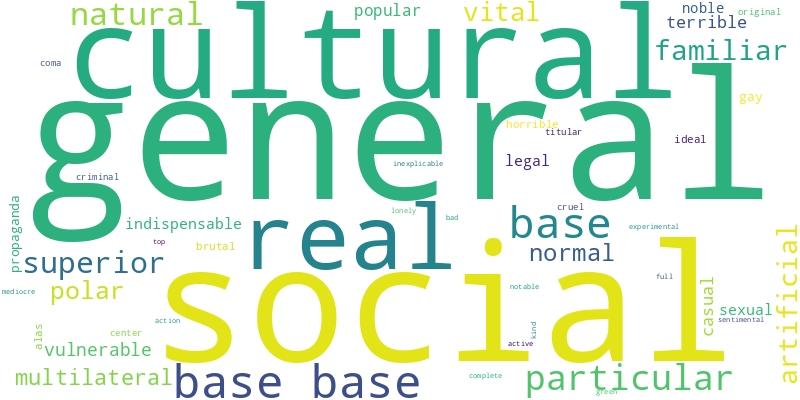 natural
cultural
popular
vital
noble
original
terrible
familiar
coma
general
gay
horrible
titular
ideal
legal
inexplicable
criminal
propaganda
indispensable
real
lonely
bad
cruel
base
experimental
top
brutal
superior
normal
social
artificial
mediocre
polar
notable
full
casual
sexual
sentimental
action
alas
center
kind
active
vulnerable
multilateral
base base
complete
particular
green